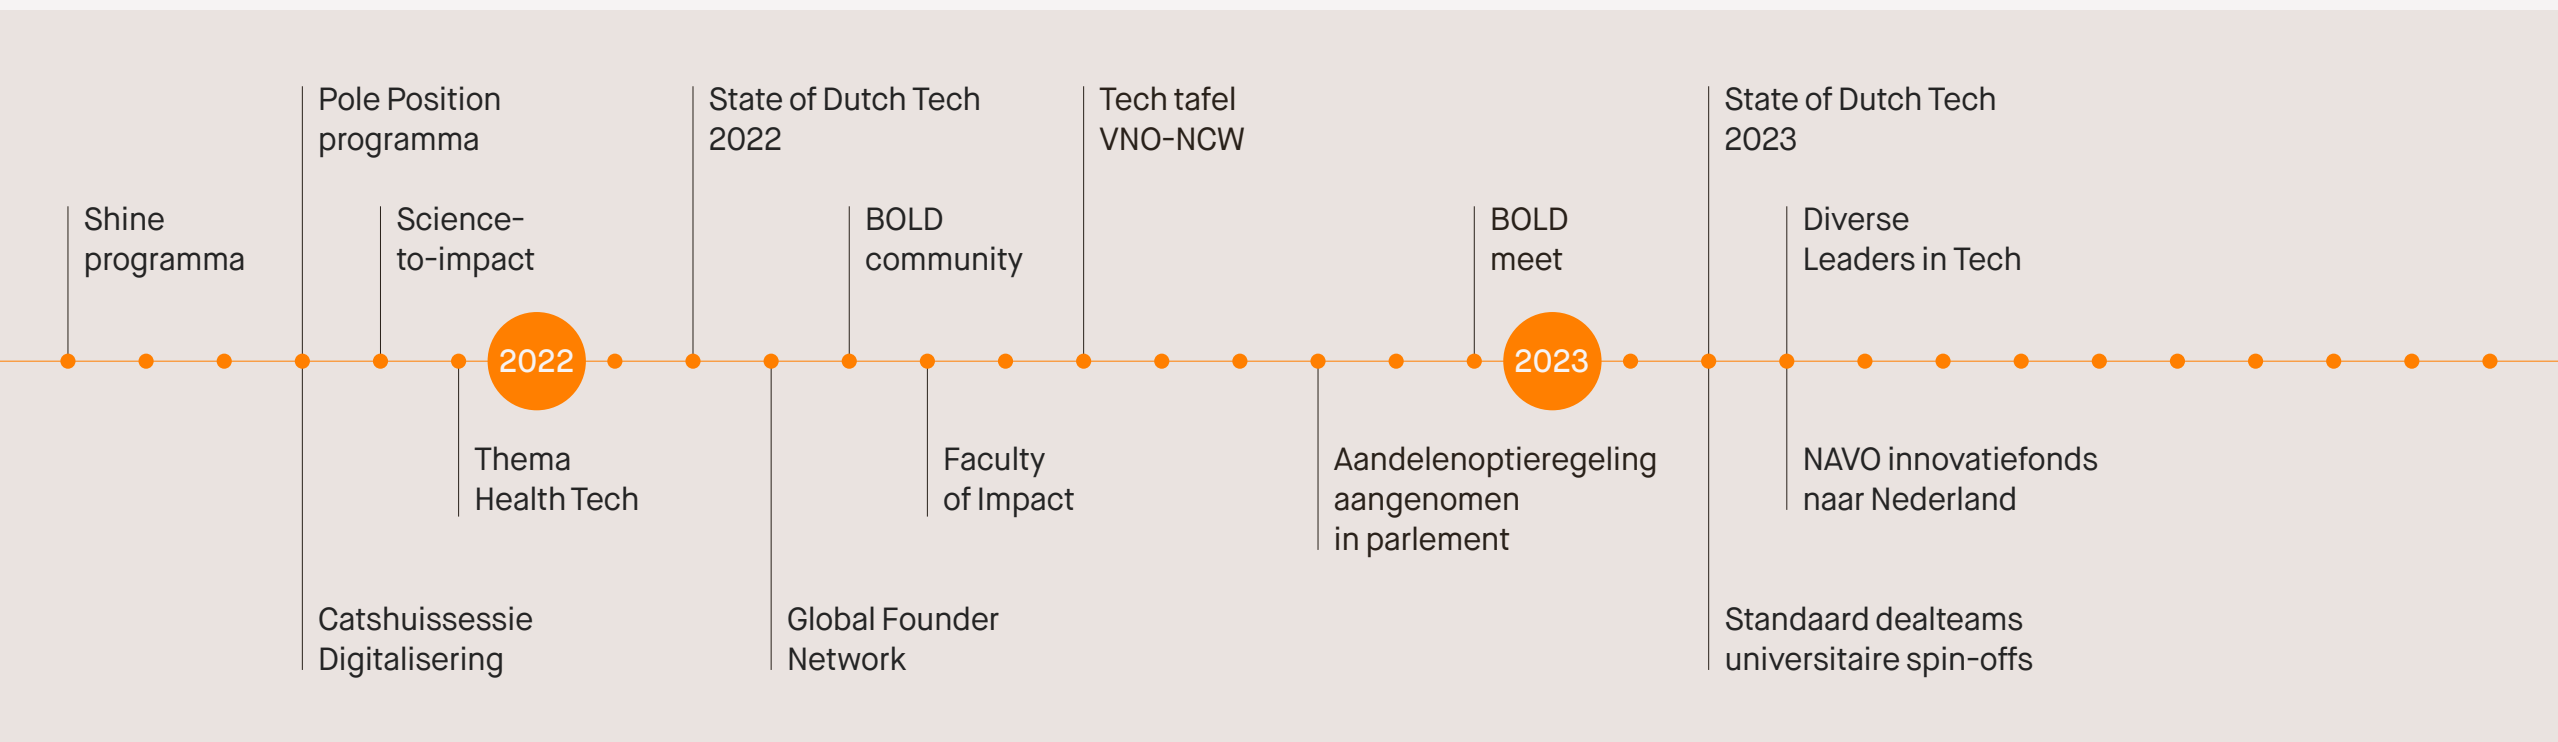 Pole Position
programma
State of Dutch Tech
2022
Tech tafel
VNO-NCW
State of Dutch Tech
2023
Shine
programma
Science-
to-impact
BOLD
community
BOLD
meet
Diverse
Leaders in Tech
2022
2023
Thema
Health Tech
Faculty
of Impact
Aandelenoptieregeling
aangenomen
in parlement
NAVO innovatiefonds
naar Nederland
Catshuissessie
Digitalisering
Global Founder
Network
Standaard dealteams
universitaire spin-offs